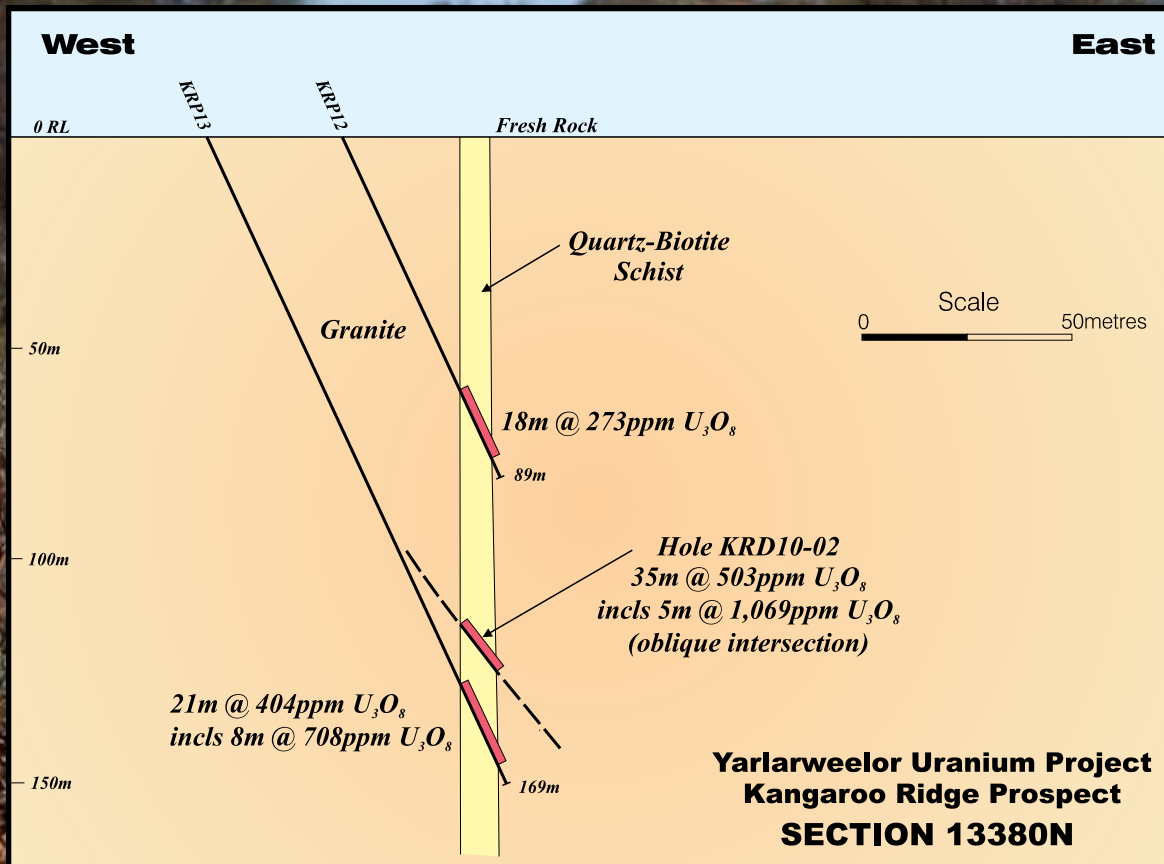 West
East
KRP13
KRP12
0 RL
Fresh Rock
Quartz-Biotite
Schist
Scale
0
50metres
Granite
50m
18m @ 273ppm U₃O₈
89m
100m
Hole KRD10-02
35m @ 503ppm U₃O₈
incls 5m @ 1,069ppm U₃O₈
(oblique intersection)
21m @ 404ppm U₃O₈
incls 8m @ 708ppm U₃O₈
150m
169m
Yarlarweelor Uranium Project
Kangaroo Ridge Prospect
SECTION 13380N